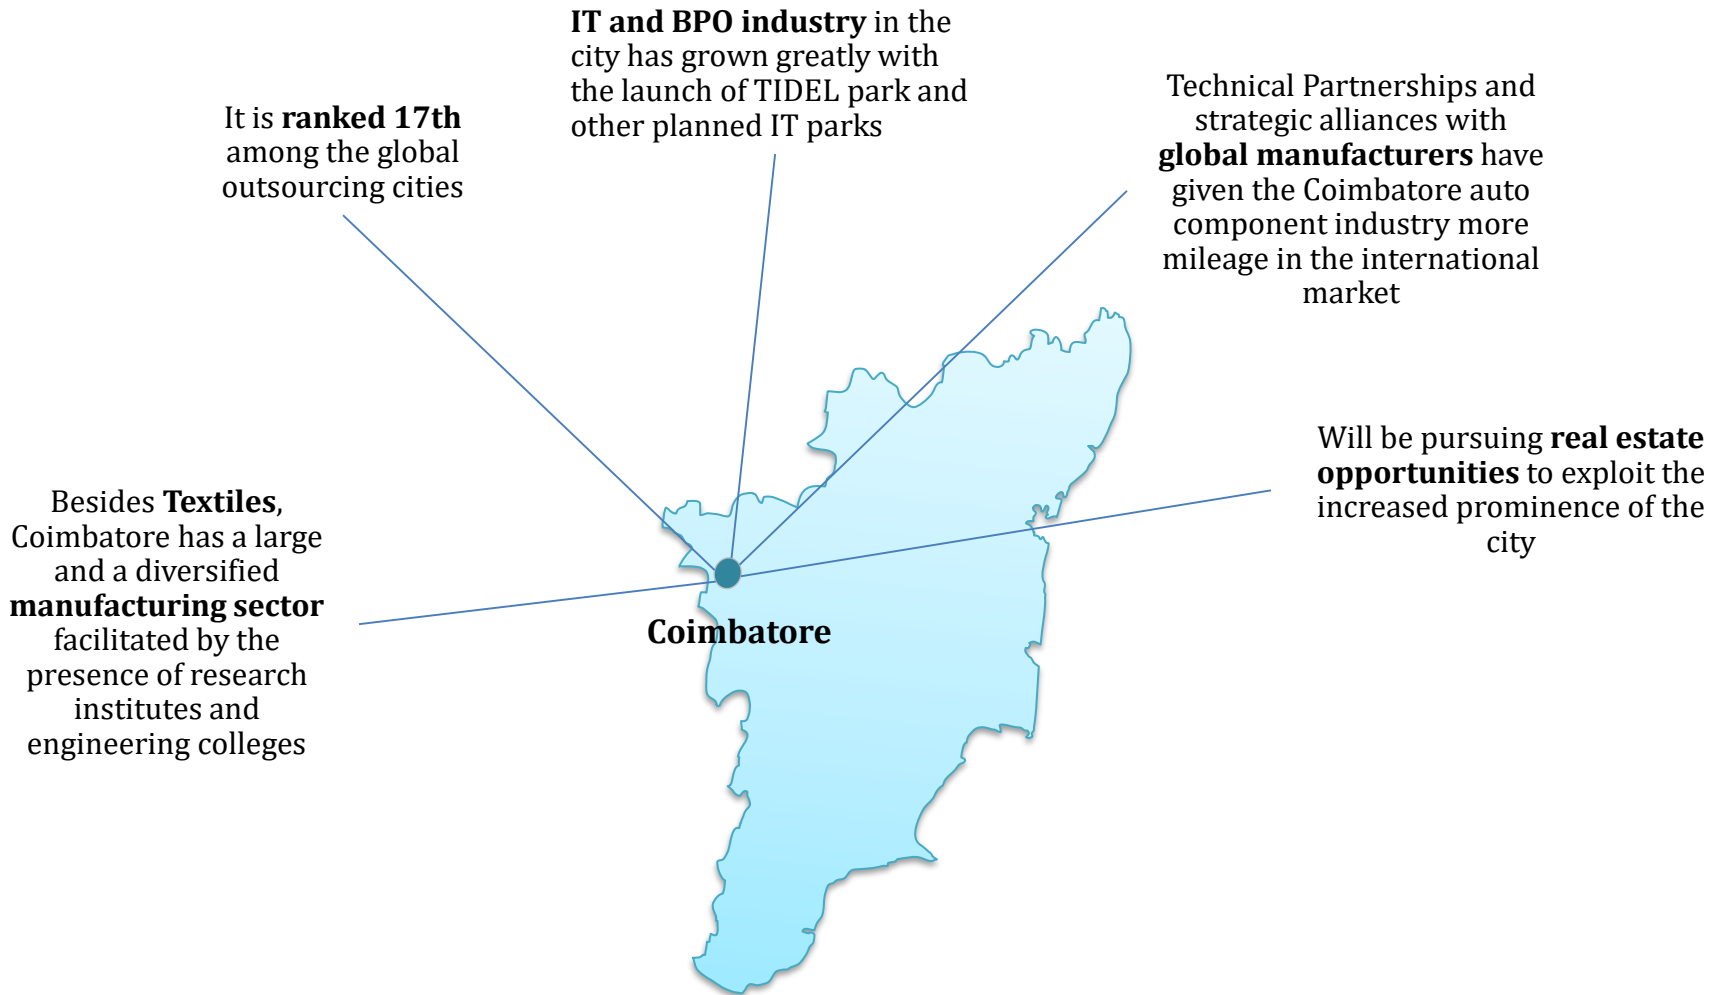 IT and BPO industry in the
city has grown greatly with
the launch of TIDEL park and
other planned IT parks
It is ranked 17th
among the global
outsourcing cities
Technical Partnerships and
strategic alliances with
global manufacturers have
given the Coimbatore auto
component industry more
mileage in the international
market
Will be pursuing real estate
opportunities to exploit the
increased prominence of the
city
Besides Textiles,
Coimbatore has a large
and a diversified
manufacturing sector
facilitated by the
presence of research
institutes and
engineering colleges
Coimbatore